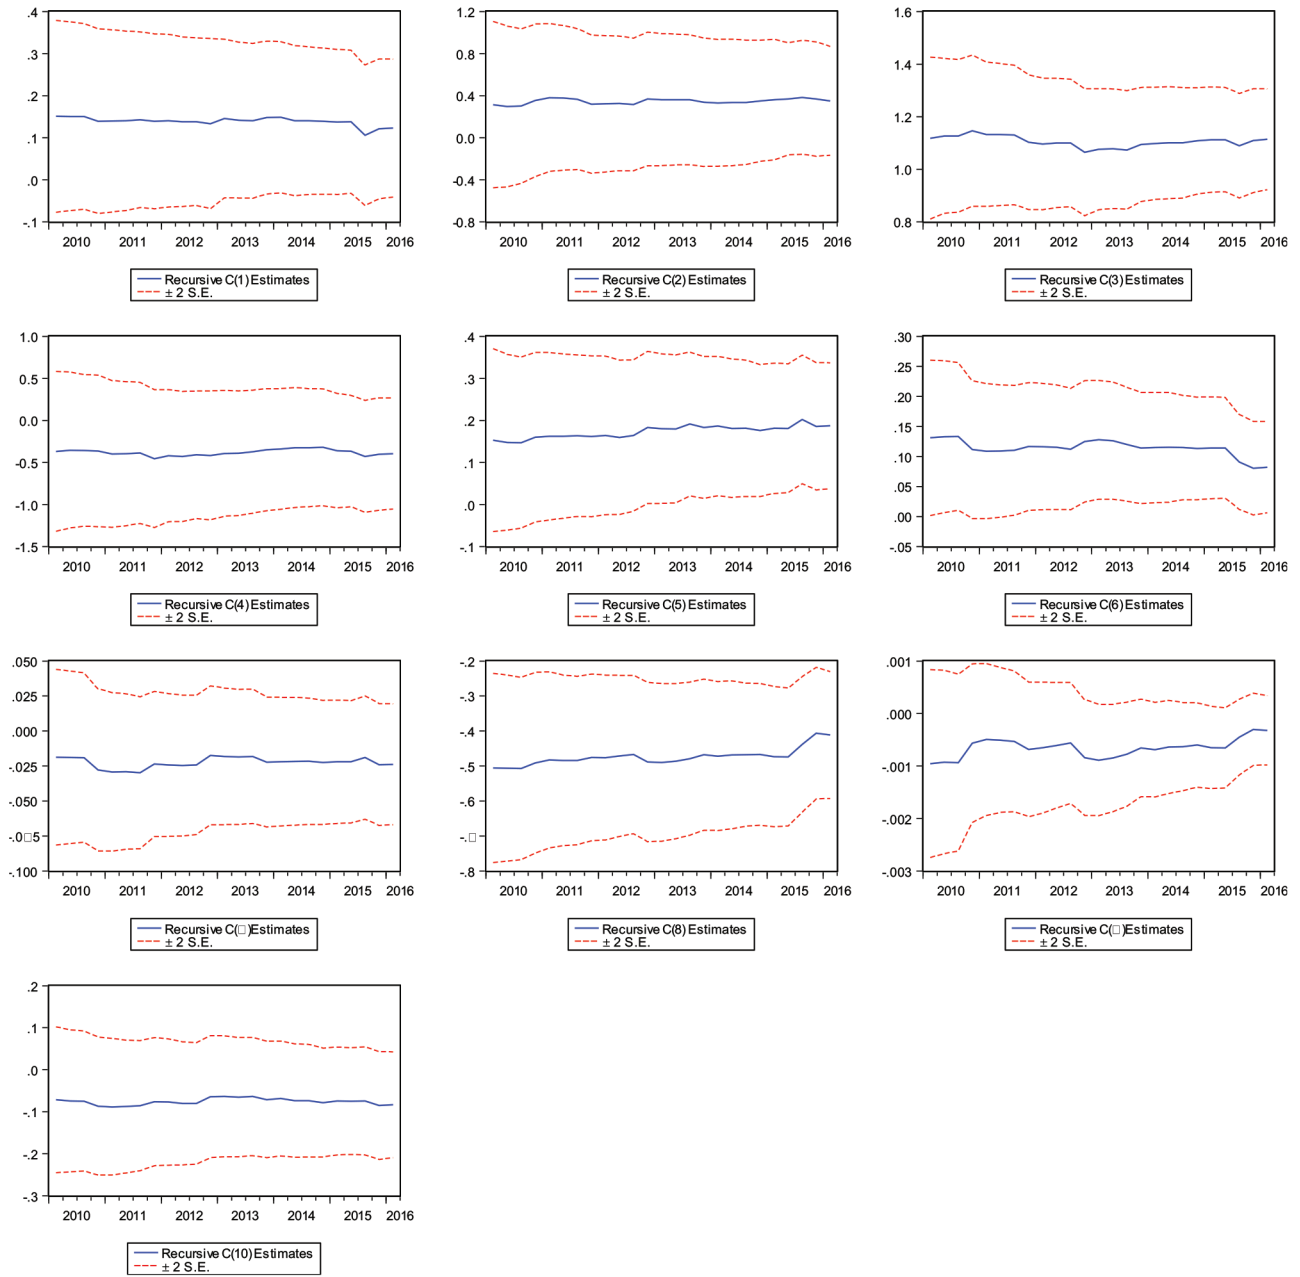 .4
.3
.2
.1
.0
-.1
2010 2011 2012 2013 2014 2015 2016
Recursive C(1) Estimates
± 2 S.E.
1.2
0.8
0.4
0.0
-0.4
-0.8
2010 2011 2012 2013 2014 2015 2016
Recursive C(2) Estimates
± 2 S.E.
1.6
1.4
1.2
1.0
0.8
2010 2011 2012 2013 2014 2015 2016
Recursive C(3) Estimates
± 2 S.E.
1.0
0.5
0.0
-0.5
-1.0
-1.5
2010 2011 2012 2013 2014 2015 2016
Recursive C(4) Estimates
± 2 S.E.
.4
.3
.2
.1
.0
-.1
2010 2011 2012 2013 2014 2015 2016
Recursive C(5) Estimates
± 2 S.E.
.30
.25
.20
.15
.10
.05
.00
-.05
2010 2011 2012 2013 2014 2015 2016
Recursive C(6) Estimates
± 2 S.E.
.050
.025
.000
-.025
-.050
-.0□5
-.100
2010 2011 2012 2013 2014 2015 2016
Recursive C(□) Estimates
± 2 S.E.
-.2
-.3
-.4
-.5
-.6
-.□
-.8
2010 2011 2012 2013 2014 2015 2016
Recursive C(8) Estimates
± 2 S.E.
.001
.000
-.001
-.002
-.003
2010 2011 2012 2013 2014 2015 2016
Recursive C(□) Estimates
± 2 S.E.
.2
.1
.0
-.1
-.2
-.3
2010 2011 2012 2013 2014 2015 2016
Recursive C(10) Estimates
± 2 S.E.